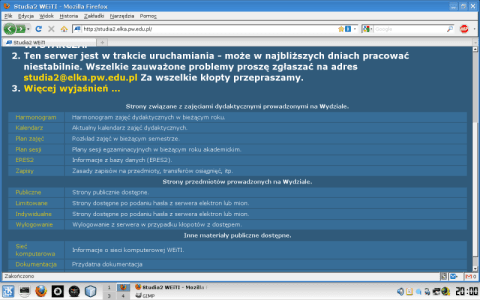 Studia2 WEiTI - Mozilla Firefox
Plik Edycja Widok Historia Zakładki Narzędzia Pomoc
http://studia2.elka.pw.edu.pl/
Google
Studia2 WEiTI
2. Ten serwer jest w trakcie uruchamiania - może w najbliższych dniach pracować
niestabilnie. Wszelkie zauważone problemy proszę zgłaszać na adres
studia2@elka.pw.edu.pl Za wszelkie kłopty przepraszamy.
3. Więcej wyjaśnień ...
Strony związane z zajęciami dydaktycznymi prowadzonymi na Wydziale.
Harmonogram Harmonogram zajęć dydaktycznych w bieżącym roku.
Kalendarz Aktualny kalendarz zajęć dydaktycznych.
Plan zajęć Rozkład zajęć w bieżącym semestrze.
Plan sesji Plany sesji egzaminacyjnych w bieżącym roku akademickim.
ERES2 Informacje z bazy danych (ERES2).
Zapisy Zasady zapisów na przedmioty, transferów osiągnięć, itp.
Strony przedmiotów prowadzonych na Wydziale.
Publiczne Strony publicznie dostępne.
Limitowane Strony dostępne po podaniu hasła z serwera elektron lub mion.
Indywidualne Strony dostępne po podaniu hasła z serwera elektron lub mion.
Wylogowanie Wylogowanie z serwera w przypadku kłopotów z dostępem.
Inne materiały publiczne dostępne.
Sieć
komputerowa Informacje o sieci komputerowej WEiTI.
Dokumentacja Przydatna dokumentacja
Zakończono
1 2
3 4
Studia2 WEiTI - Mozilla
GIMP
20:00